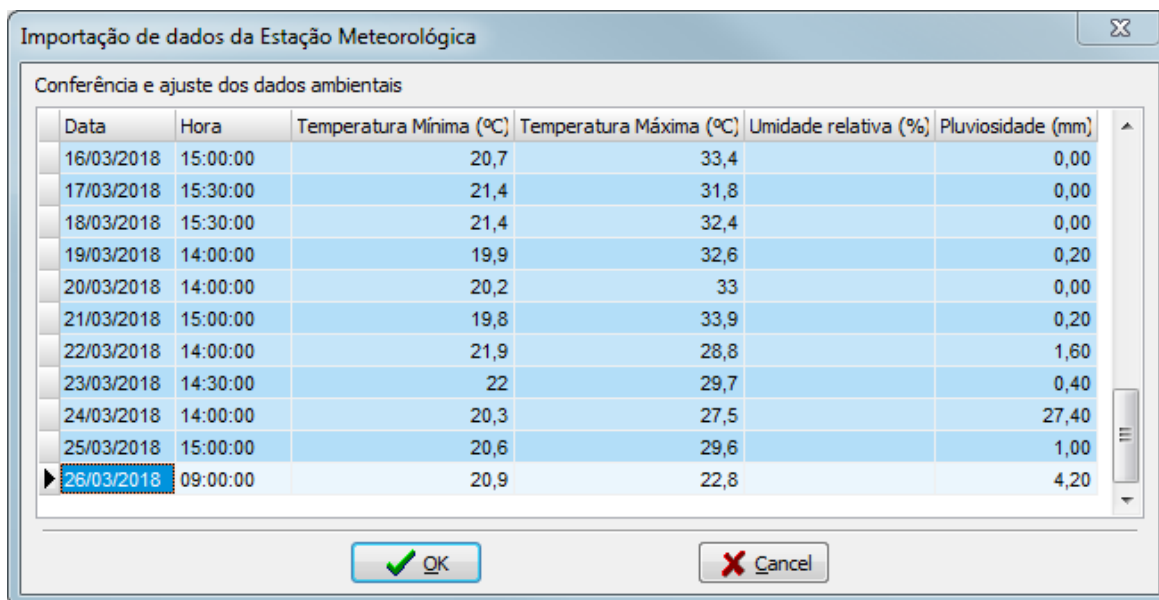 Importação de dados da Estação Meteorológica
Conferência e ajuste dos dados ambientais
Data Hora Temperatura Mínima (ºC) Temperatura Máxima (ºC) Umidade relativa (%) Pluviosidade (mm)
16/03/2018 15:00:00 20,7 33,4 0,00
17/03/2018 15:30:00 21,4 31,8 0,00
18/03/2018 15:30:00 21,4 32,4 0,00
19/03/2018 14:00:00 19,9 32,6 0,20
20/03/2018 14:00:00 20,2 33 0,00
21/03/2018 15:00:00 19,8 33,9 0,20
22/03/2018 14:00:00 21,9 28,8 1,60
23/03/2018 14:30:00 22 29,7 0,40
24/03/2018 14:00:00 20,3 27,5 27,40
25/03/2018 15:00:00 20,6 29,6 1,00
26/03/2018 09:00:00 20,9 22,8 4,20
OK Cancel